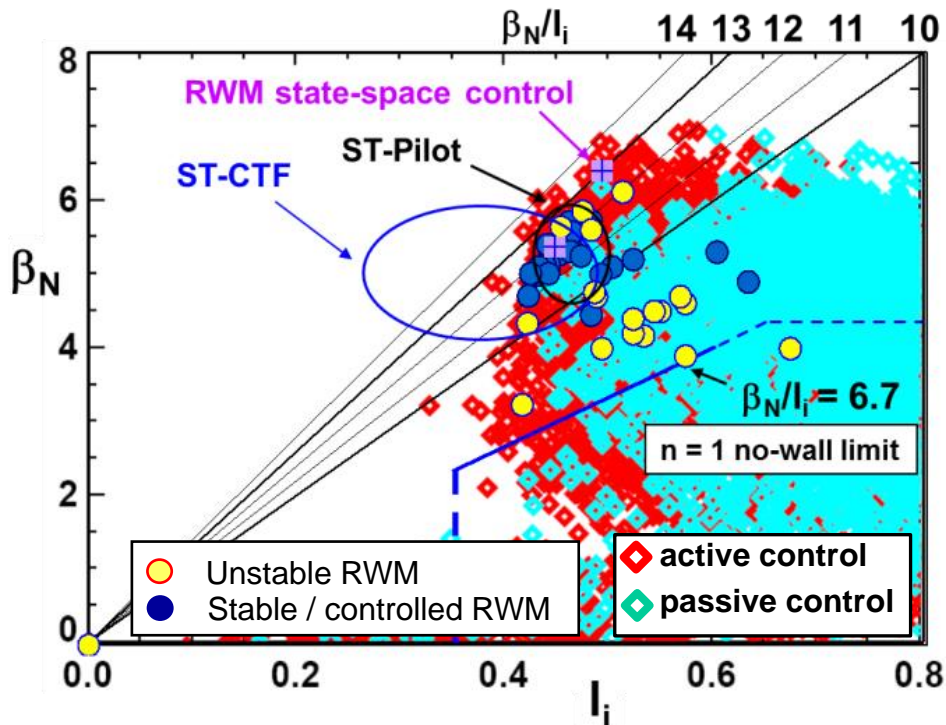 βN/li 14 13 12 11 10
8
RWM state-space control
ST-Pilot
ST-CTF
6
βN
4
βN/li = 6.7
n = 1 no-wall limit
2
Unstable RWM
Stable / controlled RWM
active control
passive control
0
0.0 0.2 0.4 0.6 0.8
li